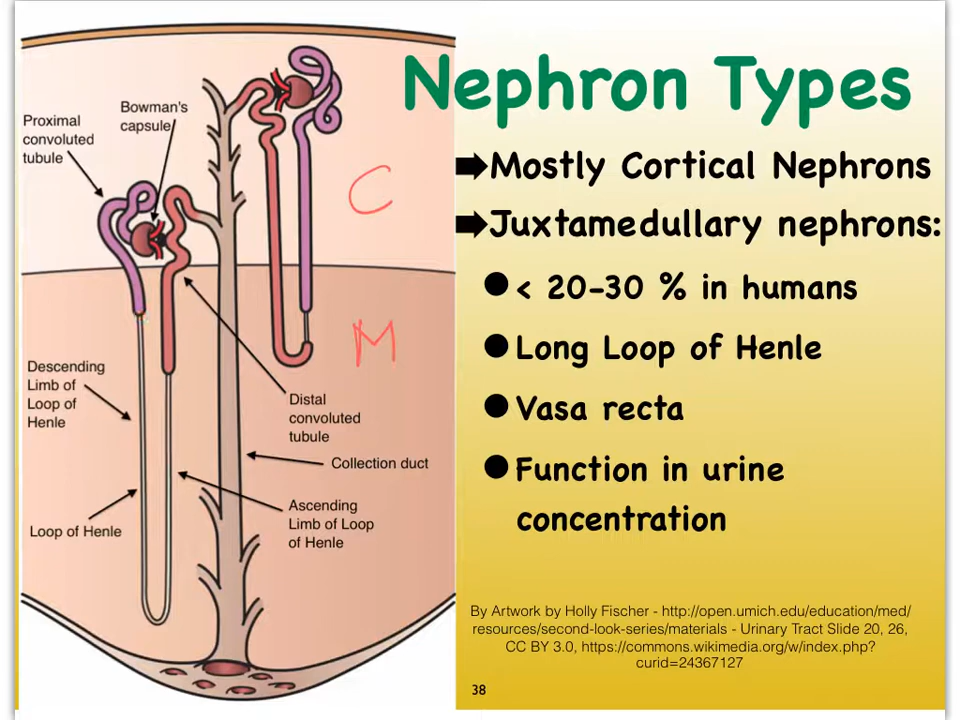 Nephron Types
Mostly Cortical Nephrons
Juxtamedullary nephrons:
< 20-30 % in humans
Long Loop of Henle
Vasa recta
Function in urine
concentration
Proximal
convoluted
tubule
Bowman's
capsule
C
M
Descending
Limb of
Loop of
Henle
Distal
convoluted
tubule
Collection duct
Ascending
Limb of Loop
of Henle
Loop of Henle
By Artwork by Holly Fischer - http://open.umich.edu/education/med/
resources/second-look-series/materials - Urinary Tract Slide 20, 26,
CC BY 3.0, https://commons.wikimedia.org/w/index.php?
curid=24367127
38